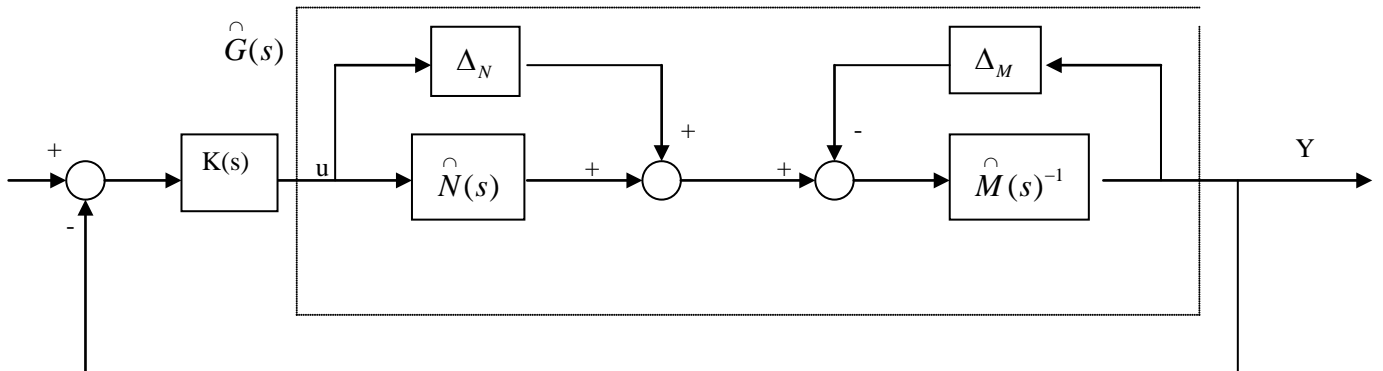 Ĝ(s)
Δ_N
Δ_M
+
K(s)
u
N̂(s)
+
+
+
-
M̂(s)⁻¹
Y
-